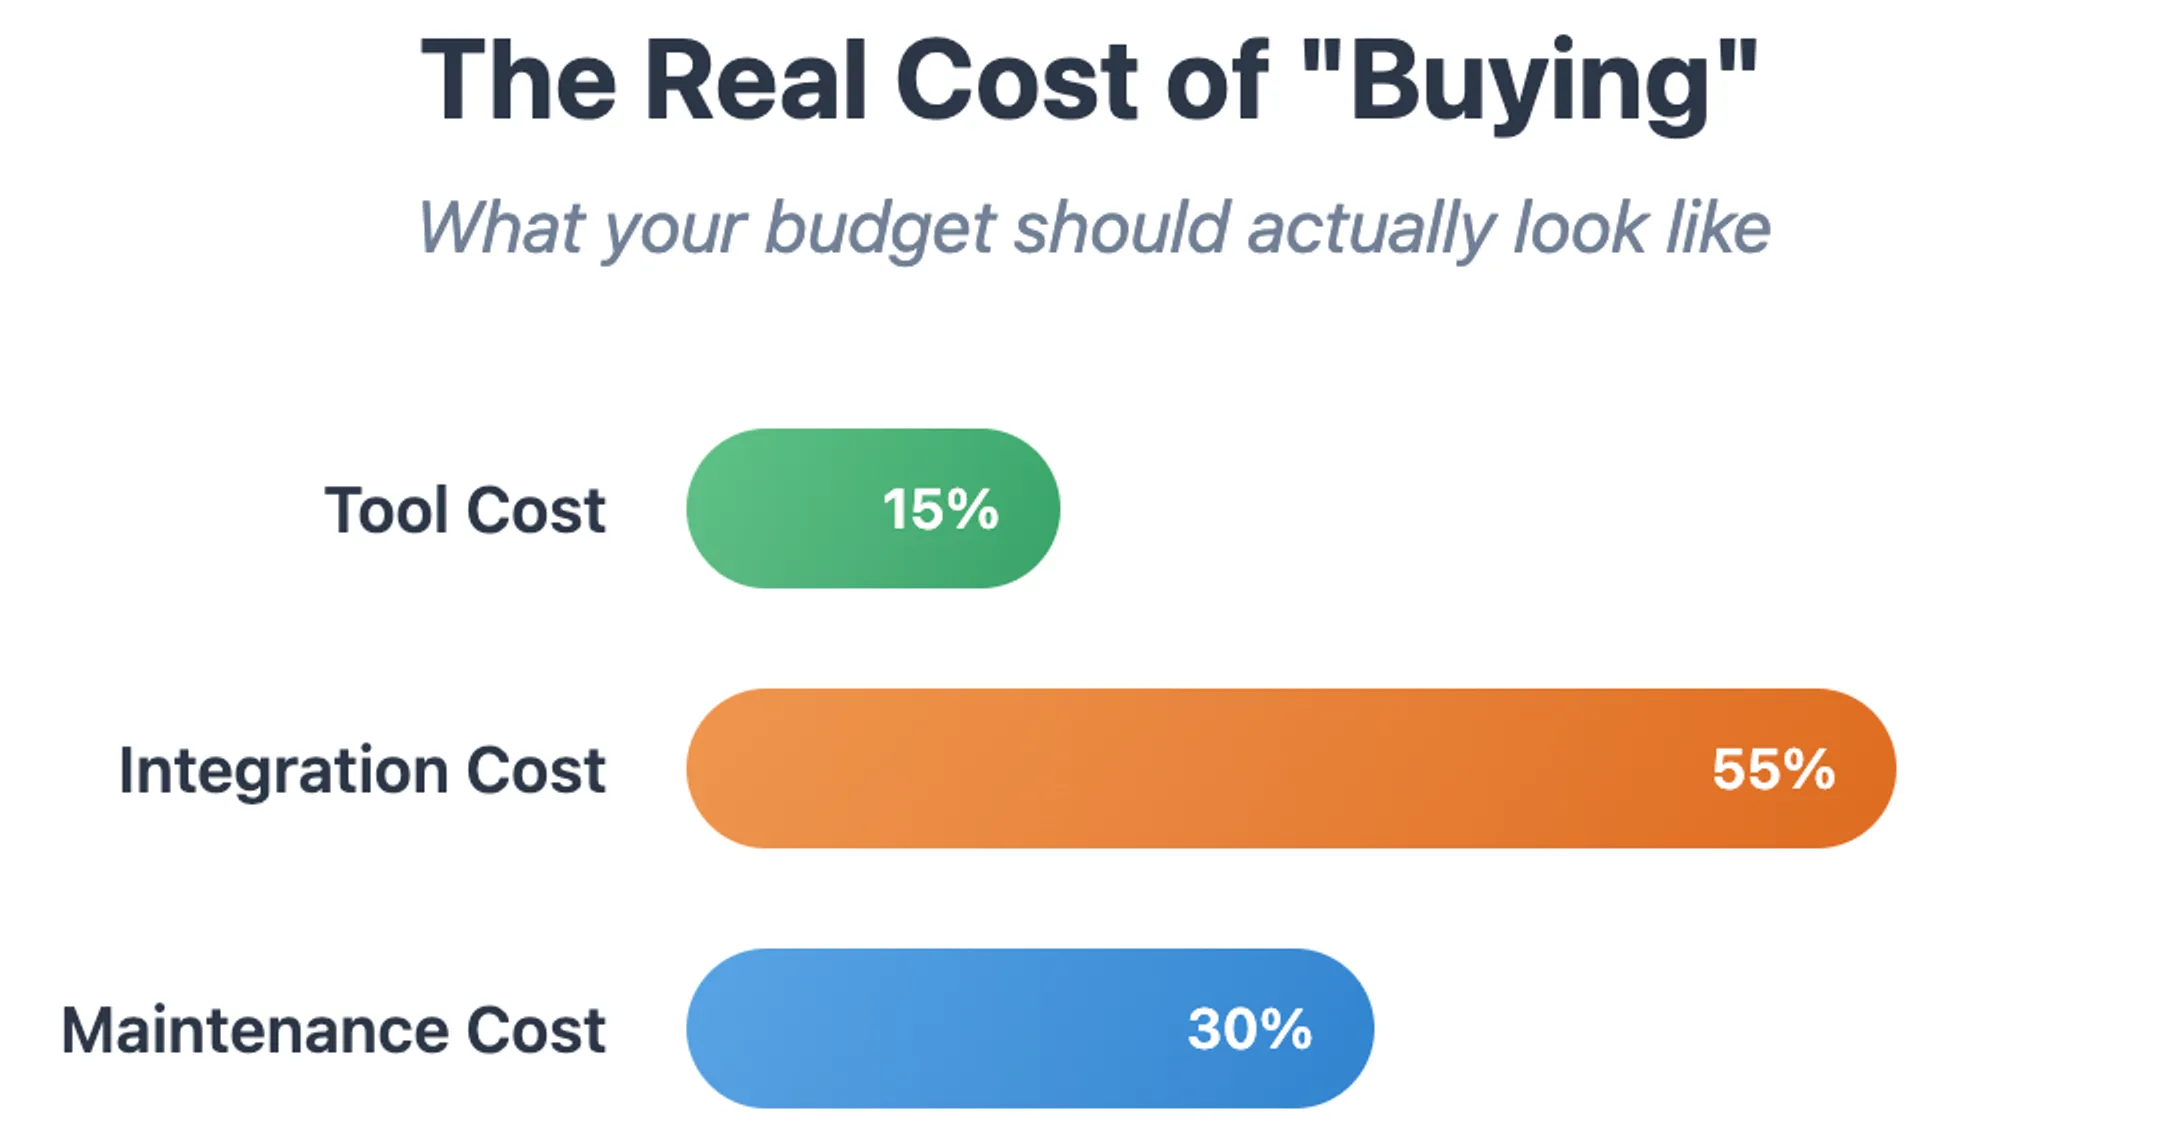 The Real Cost of "Buying"
What your budget should actually look like
Tool Cost
15%
Integration Cost
55%
Maintenance Cost
30%